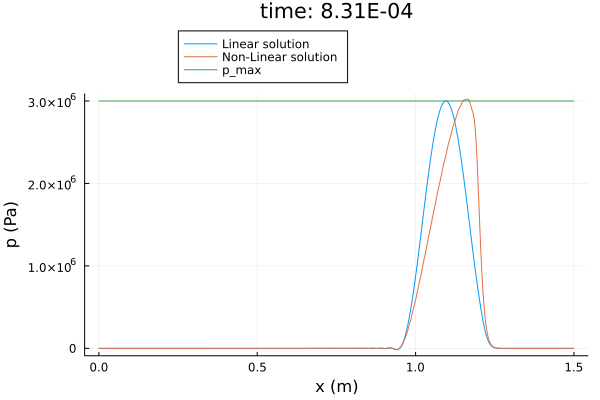 time: 8.31E-04
Linear solution
Non-Linear solution
p_max
p (Pa)
3.0×10⁶
2.0×10⁶
1.0×10⁶
0
0.0 0.5 1.0 1.5
x (m)